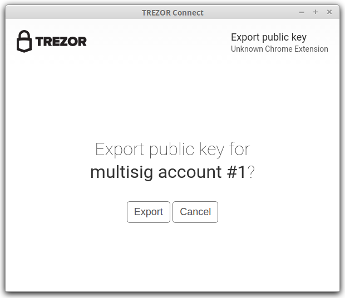 TREZOR Connect
TREZOR
Export public key
Unknown Chrome Extension
Export public key for
multisig account #1?
Export
Cancel